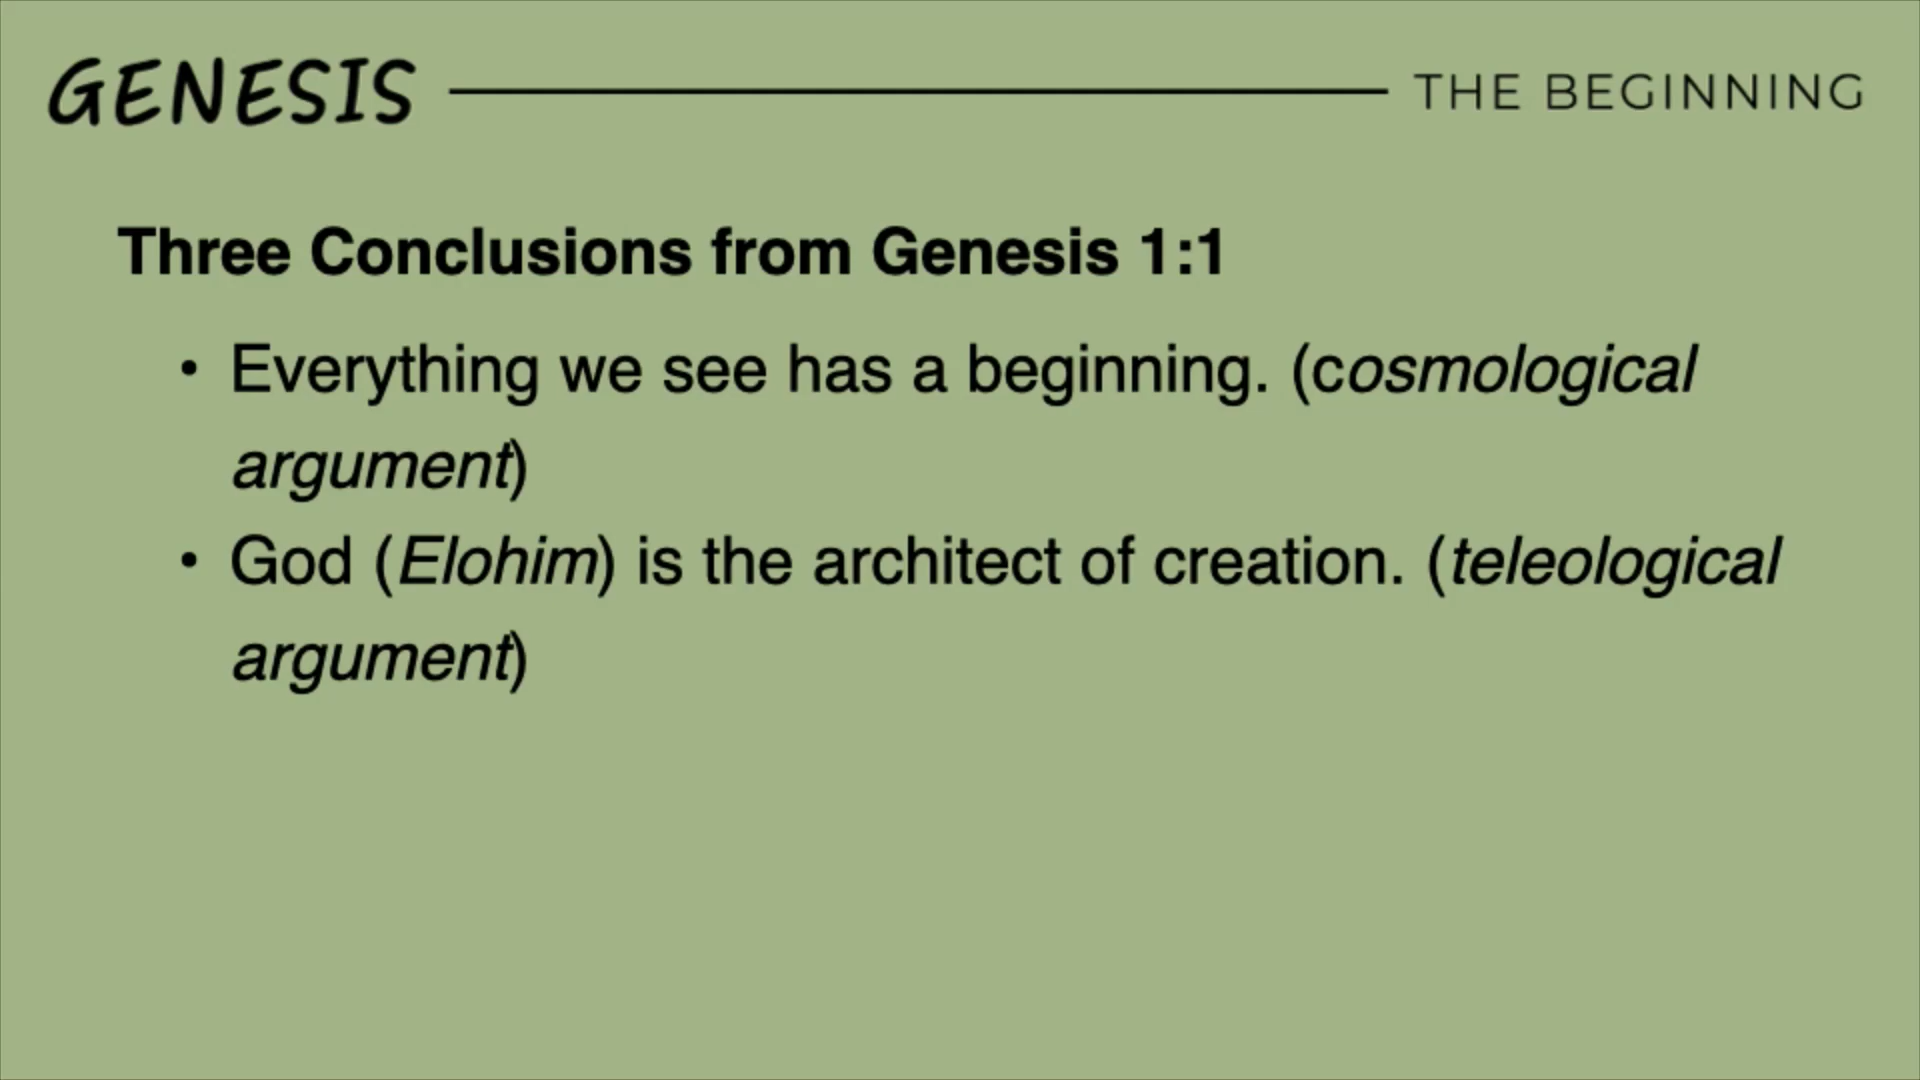 GENESIS THE BEGINNING
Three Conclusions from Genesis 1:1
• Everything we see has a beginning. (cosmological
argument)
• God (Elohim) is the architect of creation. (teleological
argument)